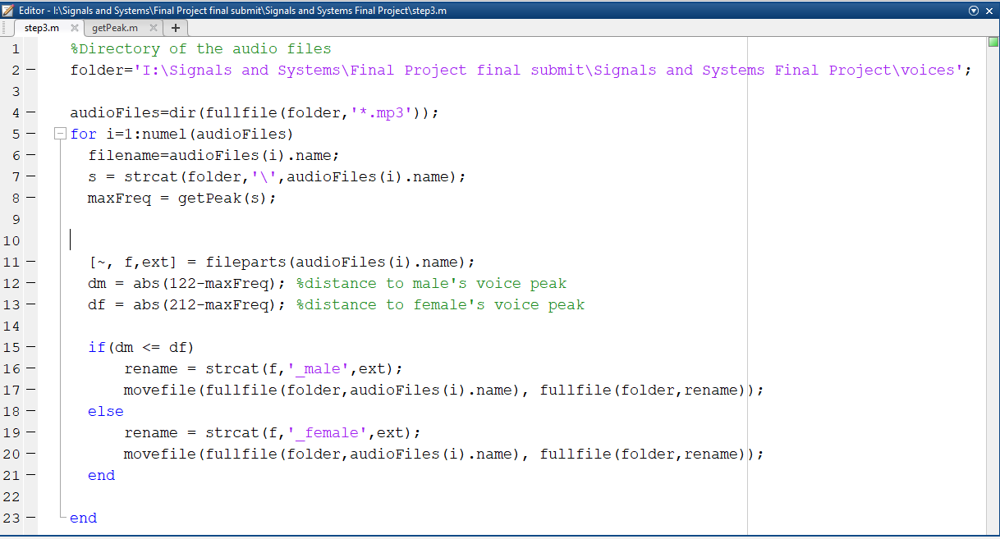 Editor - I:\Signals and Systems\Final Project final submit\Signals and Systems Final Project\step3.m
step3.m getPeak.m
1 %Directory of the audio files
2 folder='I:\Signals and Systems\Final Project final submit\Signals and Systems Final Project\voices';
3
4 audioFiles=dir(fullfile(folder,'*.mp3'));
5 for i=1:numel(audioFiles)
6 filename=audioFiles(i).name;
7 s = strcat(folder,'\',audioFiles(i).name);
8 maxFreq = getPeak(s);
9
10
11 [~, f,ext] = fileparts(audioFiles(i).name);
12 dm = abs(122-maxFreq); %distance to male's voice peak
13 df = abs(212-maxFreq); %distance to female's voice peak
14
15 if(dm <= df)
16 rename = strcat(f,'_male',ext);
17 movefile(fullfile(folder,audioFiles(i).name), fullfile(folder,rename));
18 else
19 rename = strcat(f,'_female',ext);
20 movefile(fullfile(folder,audioFiles(i).name), fullfile(folder,rename));
21 end
22
23 end